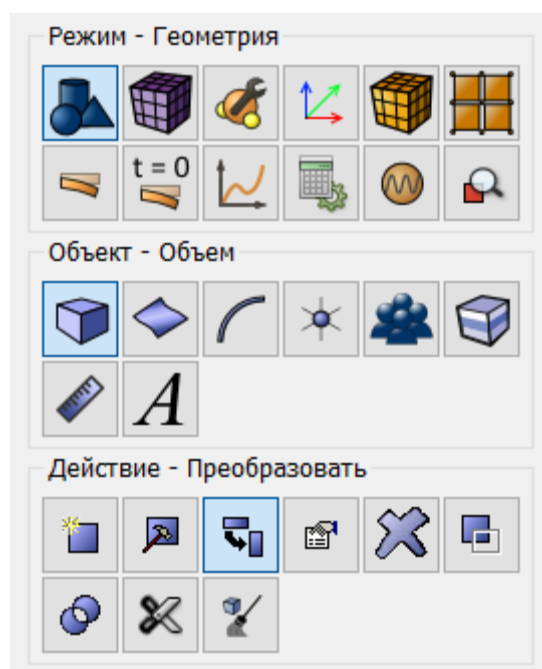 Режим - Геометрия
t = 0
Объект - Объем
A
Действие - Преобразовать